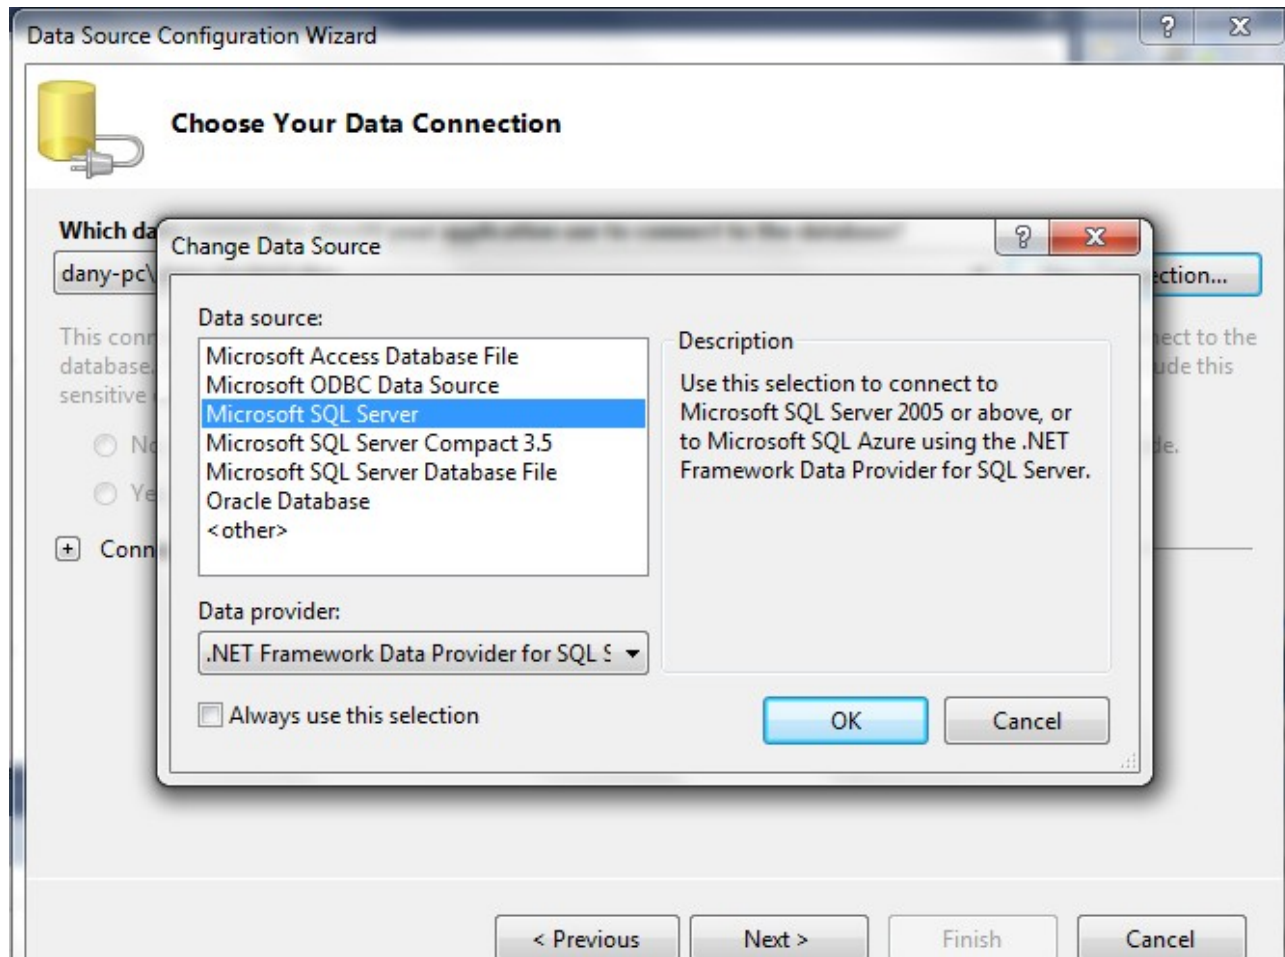 Data Source Configuration Wizard
Choose Your Data Connection
Which da
dany-pc\
ection...
This conn
nect to the
database.
ude this
sensitive
No
de.
Ye
Conn
Change Data Source
Data source:
Microsoft Access Database File
Microsoft ODBC Data Source
Microsoft SQL Server
Microsoft SQL Server Compact 3.5
Microsoft SQL Server Database File
Oracle Database
<other>
Data provider:
.NET Framework Data Provider for SQL S
Always use this selection
Description
Use this selection to connect to
Microsoft SQL Server 2005 or above, or
to Microsoft SQL Azure using the .NET
Framework Data Provider for SQL Server.
OK
Cancel
< Previous
Next >
Finish
Cancel